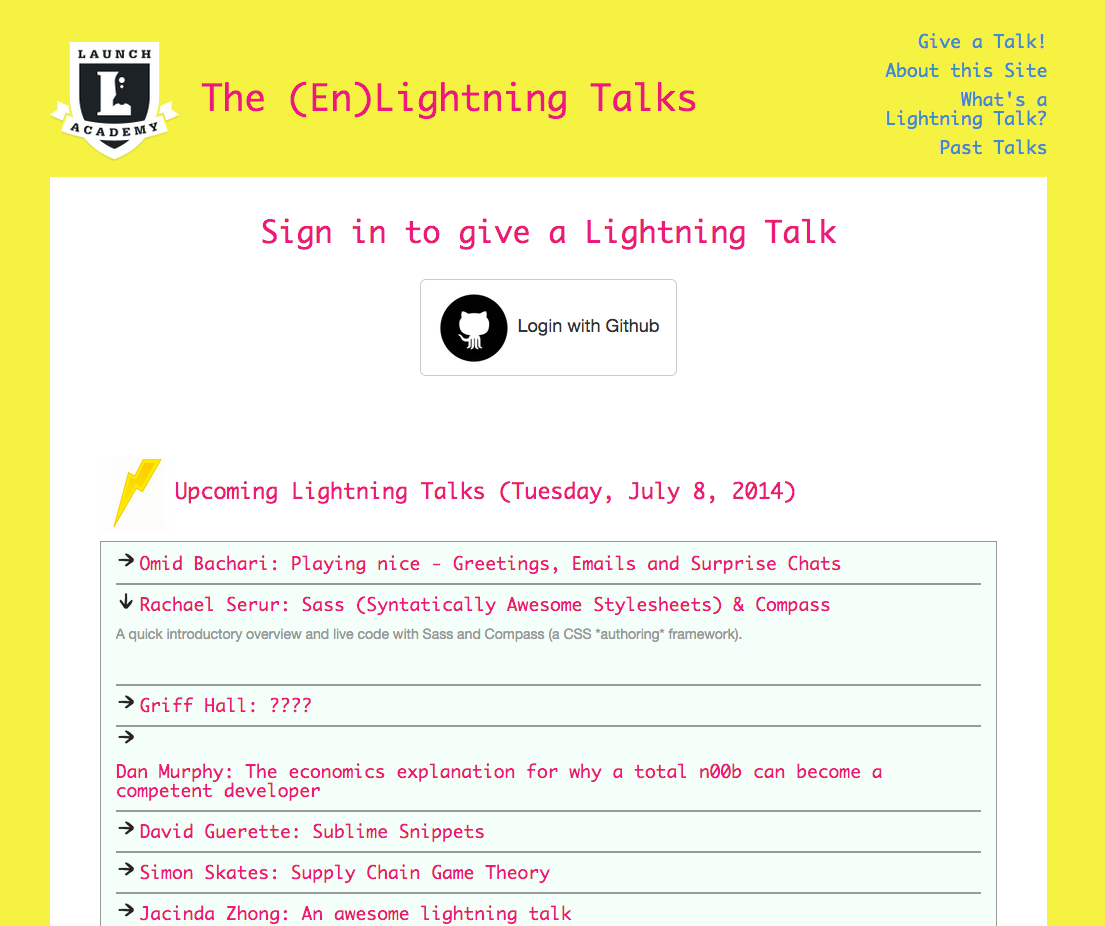 LAUNCH
L
ACADEMY
The (En)Lightning Talks
Give a Talk!
About this Site
What's a
Lightning Talk?
Past Talks
Sign in to give a Lightning Talk
Login with Github
Upcoming Lightning Talks (Tuesday, July 8, 2014)
Omid Bachari: Playing nice - Greetings, Emails and Surprise Chats
Rachael Serur: Sass (Syntatically Awesome Stylesheets) & Compass
A quick introductory overview and live code with Sass and Compass (a CSS *authoring* framework).
Griff Hall: ????
Dan Murphy: The economics explanation for why a total n00b can become a
competent developer
David Guerette: Sublime Snippets
Simon Skates: Supply Chain Game Theory
Jacinda Zhong: An awesome lightning talk